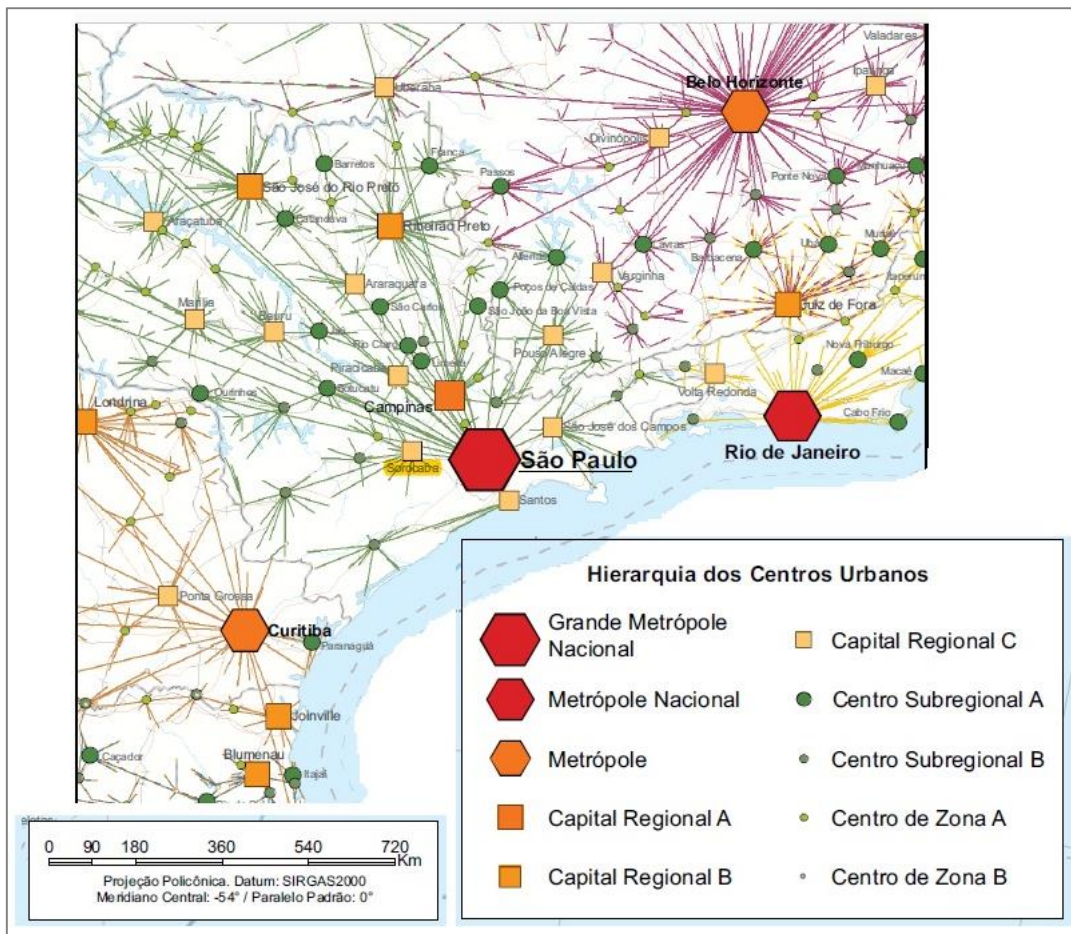 Valadares
Belo Horizonte
Ipatinga
Uberaba
Divinópolis
Franca
Barretos
Passos
Ponte Nova
Manhuaçu
São José do Rio Preto
Araçatuba
Catanduva
Ribeirão Preto
Lavras
Barbacena
Ubá
Muriaé
Alfenas
Varginha
Itaperuna
Araraquara
Poços de Caldas
Marília
Bauru
São Carlos
São João da Boa Vista
Juiz de Fora
Jaú
Rio Claro
Limeira
Pouso Alegre
Nova Friburgo
Piracicaba
Volta Redonda
Macaé
Ourinhos
Botucatu
Londrina
Campinas
Cabo Frio
São José dos Campos
Rio de Janeiro
Sorocaba
São Paulo
Santos
Ponta Grossa
Curitiba
Paranaguá
Joinville
Caçador
Blumenau
Itajaí
Hierarquia dos Centros Urbanos
Grande Metrópole
Nacional
Metrópole Nacional
Metrópole
Capital Regional A
Capital Regional B
Capital Regional C
Centro Subregional A
Centro Subregional B
Centro de Zona A
Centro de Zona B
0 90 180 360 540 720
Km
Projeção Policônica. Datum: SIRGAS2000
Meridiano Central: -54° / Paralelo Padrão: 0°